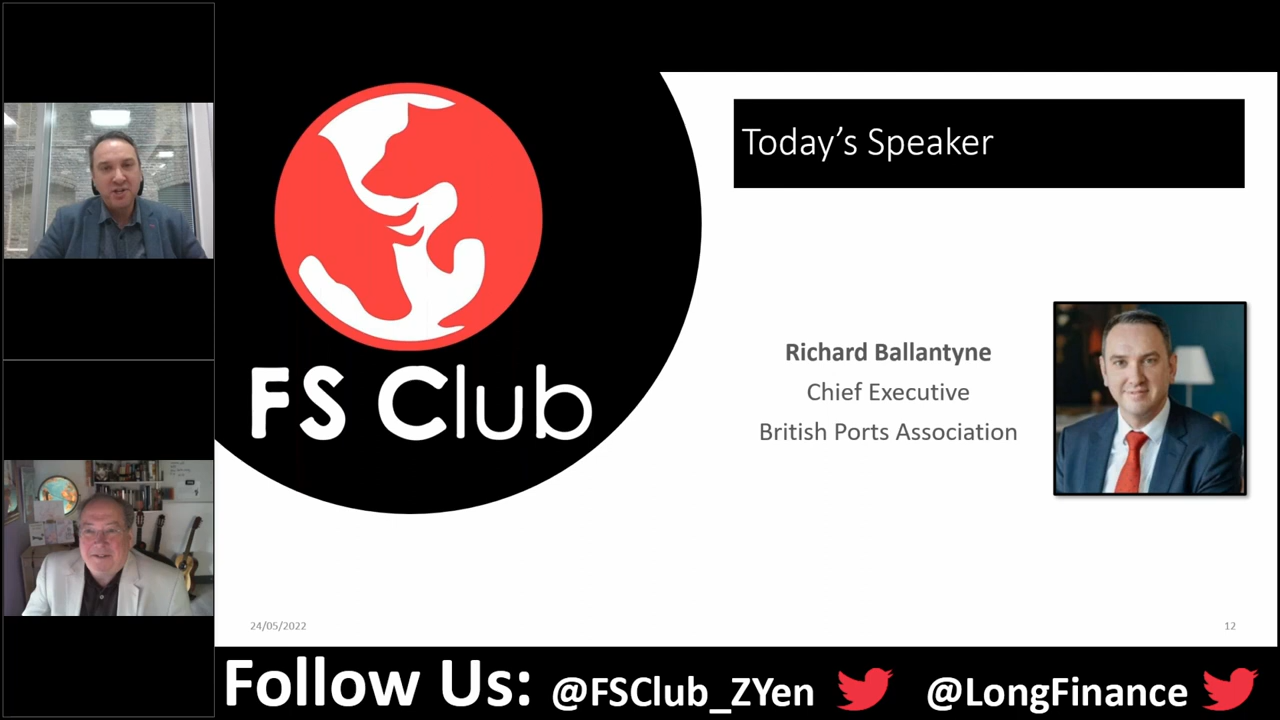 Today's Speaker
FS Club
Richard Ballantyne
Chief Executive
British Ports Association
24/05/2022
12
Follow Us: @FSClub_ZYen @LongFinance